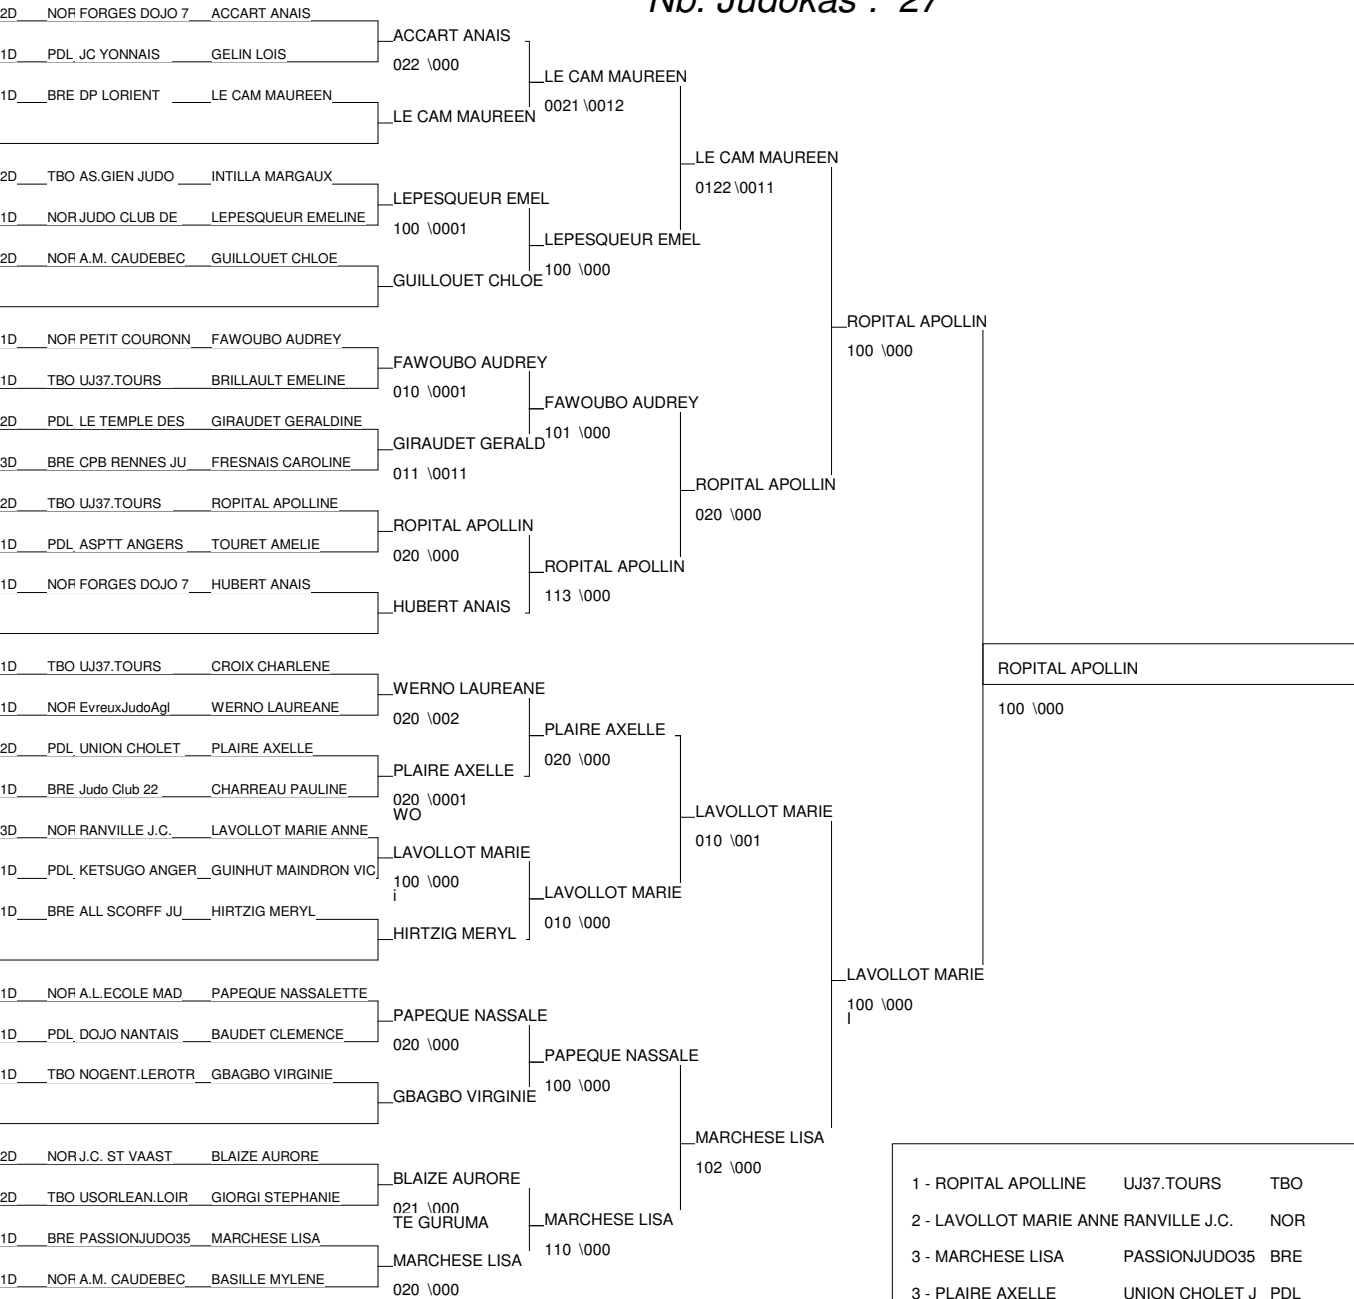 Nb. Judokas : 27
2D NOR FORGES DOJO 7 ACCART ANAIS
ACCART ANAIS
1D PDL JC YONNAIS GELIN LOIS
022 \000
LE CAM MAUREEN
1D BRE DP LORIENT LE CAM MAUREEN
0021 \0012
LE CAM MAUREEN
LE CAM MAUREEN
2D TBO AS.GIEN JUDO INTILLA MARGAUX
0122 \0011
LEPESQUEUR EMEL
1D NOR JUDO CLUB DE LEPESQUEUR EMELINE
100 \0001
LEPESQUEUR EMEL
2D NOR A.M. CAUDEBEC GUILLOUET CHLOE
100 \000
GUILLOUET CHLOE
ROPITAL APOLLIN
1D NOR PETIT COURONN FAWOUBO AUDREY
100 \000
FAWOUBO AUDREY
1D TBO UJ37.TOURS BRILLAULT EMELINE
010 \0001
FAWOUBO AUDREY
2D PDL LE TEMPLE DES GIRAUDET GERALDINE
101 \000
GIRAUDET GERALD
3D BRE CPB RENNES JU FRESNAIS CAROLINE
011 \0011
ROPITAL APOLLIN
2D TBO UJ37.TOURS ROPITAL APOLLINE
020 \000
ROPITAL APOLLIN
1D PDL ASPTT ANGERS TOURET AMELIE
020 \000
ROPITAL APOLLIN
1D NOR FORGES DOJO 7 HUBERT ANAIS
113 \000
HUBERT ANAIS
1D TBO UJ37.TOURS CROIX CHARLENE
ROPITAL APOLLIN
WERNO LAUREANE
1D NOR EvreuxJudoAgl WERNO LAUREANE
100 \000
020 \002
PLAIRE AXELLE
2D PDL UNION CHOLET PLAIRE AXELLE
020 \000
PLAIRE AXELLE
1D BRE Judo Club 22 CHARREAU PAULINE
020 \0001
WO
LAVOLLOT MARIE
3D NOR RANVILLE J.C. LAVOLLOT MARIE ANNE
010 \001
LAVOLLOT MARIE
1D PDL KETSUGO ANGER GUINHUT MAINDRON VIC
100 \000
i
LAVOLLOT MARIE
1D BRE ALL SCORFF JU HIRTZIG MERYL
010 \000
HIRTZIG MERYL
LAVOLLOT MARIE
1D NOR A.L.ECOLE MAD PAPEQUE NASSALETTE
100 \000
I
PAPEQUE NASSALE
1D PDL DOJO NANTAIS BAUDET CLEMENCE
020 \000
PAPEQUE NASSALE
1D TBO NOGENT.LEROTR GBAGBO VIRGINIE
100 \000
GBAGBO VIRGINIE
MARCHESE LISA
2D NOR J.C. ST VAAST BLAIZE AURORE
102 \000
BLAIZE AURORE
2D TBO USORLEAN.LOIR GIORGI STEPHANIE
021 \000
TE GURUMA
MARCHESE LISA
1D BRE PASSIONJUDO35 MARCHESE LISA
110 \000
MARCHESE LISA
1D NOR A.M. CAUDEBEC BASILLE MYLENE
020 \000
1 - ROPITAL APOLLINE UJ37.TOURS TBO
2 - LAVOLLOT MARIE ANNE RANVILLE J.C. NOR
3 - MARCHESE LISA PASSIONJUDO35 BRE
3 - PLAIRE AXELLE UNION CHOLET J PDL